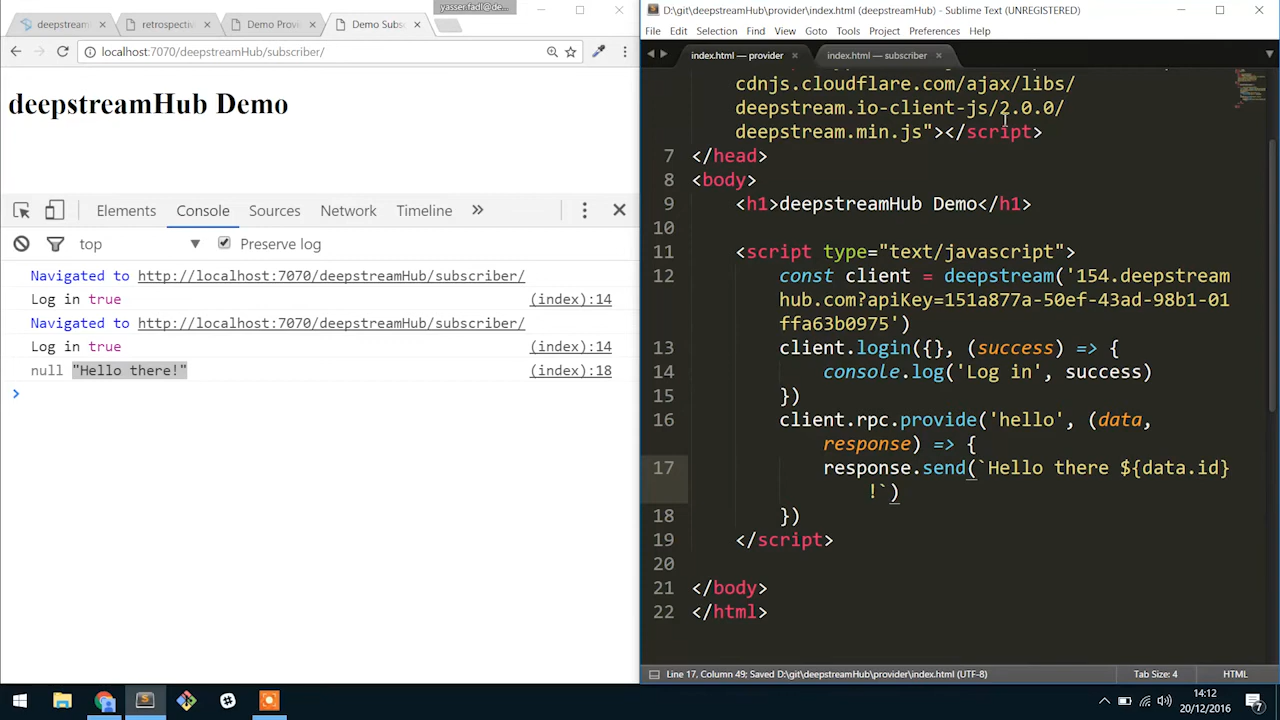 yasser.fadl@de...
deepstream
retrospect
Demo Prov
Demo Subs
localhost:7070/deepstreamHub/subscriber/
deepstreamHub Demo
Elements Console Sources Network Timeline
top Preserve log
Navigated to http://localhost:7070/deepstreamHub/subscriber/
Log in true (index):14
Navigated to http://localhost:7070/deepstreamHub/subscriber/
Log in true (index):14
null "Hello there!" (index):18
D:\git\deepstreamHub\provider\index.html (deepstreamHub) - Sublime Text (UNREGISTERED)
File Edit Selection Find View Goto Tools Project Preferences Help
index.html — provider
index.html — subscriber
cdnjs.cloudflare.com/ajax/libs/
deepstream.io-client-js/2.0.0/
deepstream.min.js"></script>
7 </head>
8 <body>
9 <h1>deepstreamHub Demo</h1>
10
11 <script type="text/javascript">
12 const client = deepstream('154.deepstream
hub.com?apiKey=151a877a-50ef-43ad-98b1-01
ffa63b0975')
13 client.login({}, (success) => {
14 console.log('Log in', success)
15 })
16 client.rpc.provide('hello', (data,
response) => {
17 response.send(`Hello there ${data.id}
!`)
18 })
19 </script>
20
21 </body>
22 </html>
Line 17, Column 49; Saved D:\git\deepstreamHub\provider\index.html (UTF-8)
Tab Size: 4
HTML
14:12
20/12/2016
7